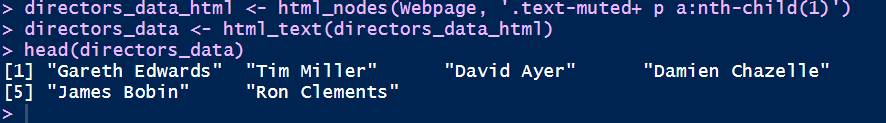 > directors_data_html <- html_nodes(Webpage, '.text-muted+ p a:nth-child(1)')
> directors_data <- html_text(directors_data_html)
> head(directors_data)
[1] "Gareth Edwards"  "Tim Miller"      "David Ayer"      "Damien Chazelle"
[5] "James Bobin"     "Ron Clements"
>